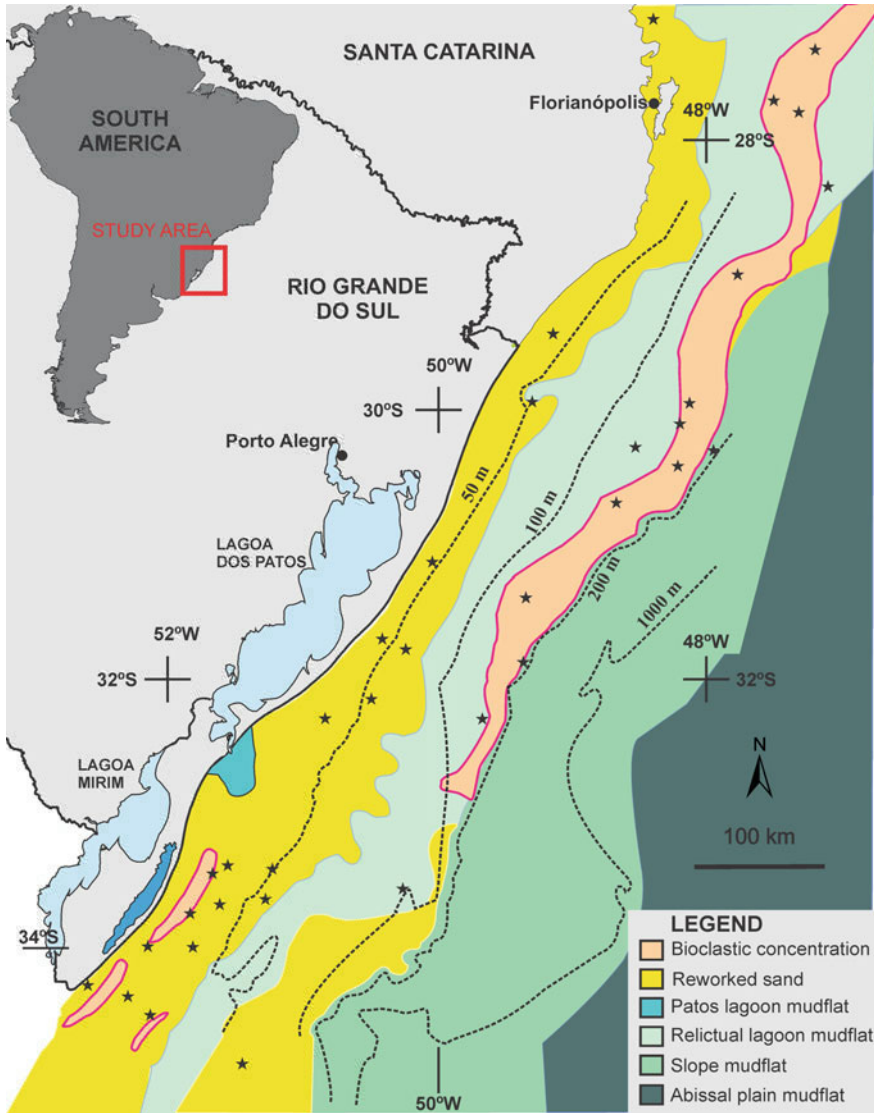 SANTA CATARINA
SOUTH
AMERICA
Florianópolis
48ºW
28ºS
STUDY AREA
RIO GRANDE
DO SUL
50ºW
30ºS
Porto Alegre
50 m
100 m
LAGOA
DOS PATOS
200 m
1000 m
52ºW
48ºW
32ºS
32ºS
LAGOA
MIRIM
N
100 km
34ºS
LEGEND
Bioclastic concentration
Reworked sand
Patos lagoon mudflat
Relictual lagoon mudflat
Slope mudflat
Abissal plain mudflat
50ºW